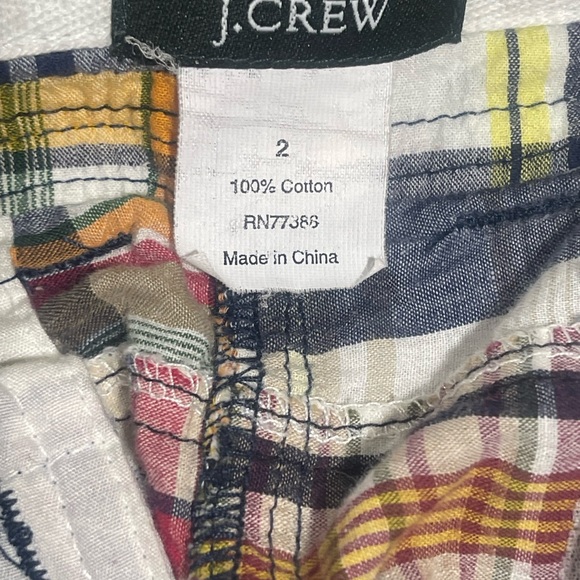 J.CREW
2
100% Cotton
RN77386
Made in China